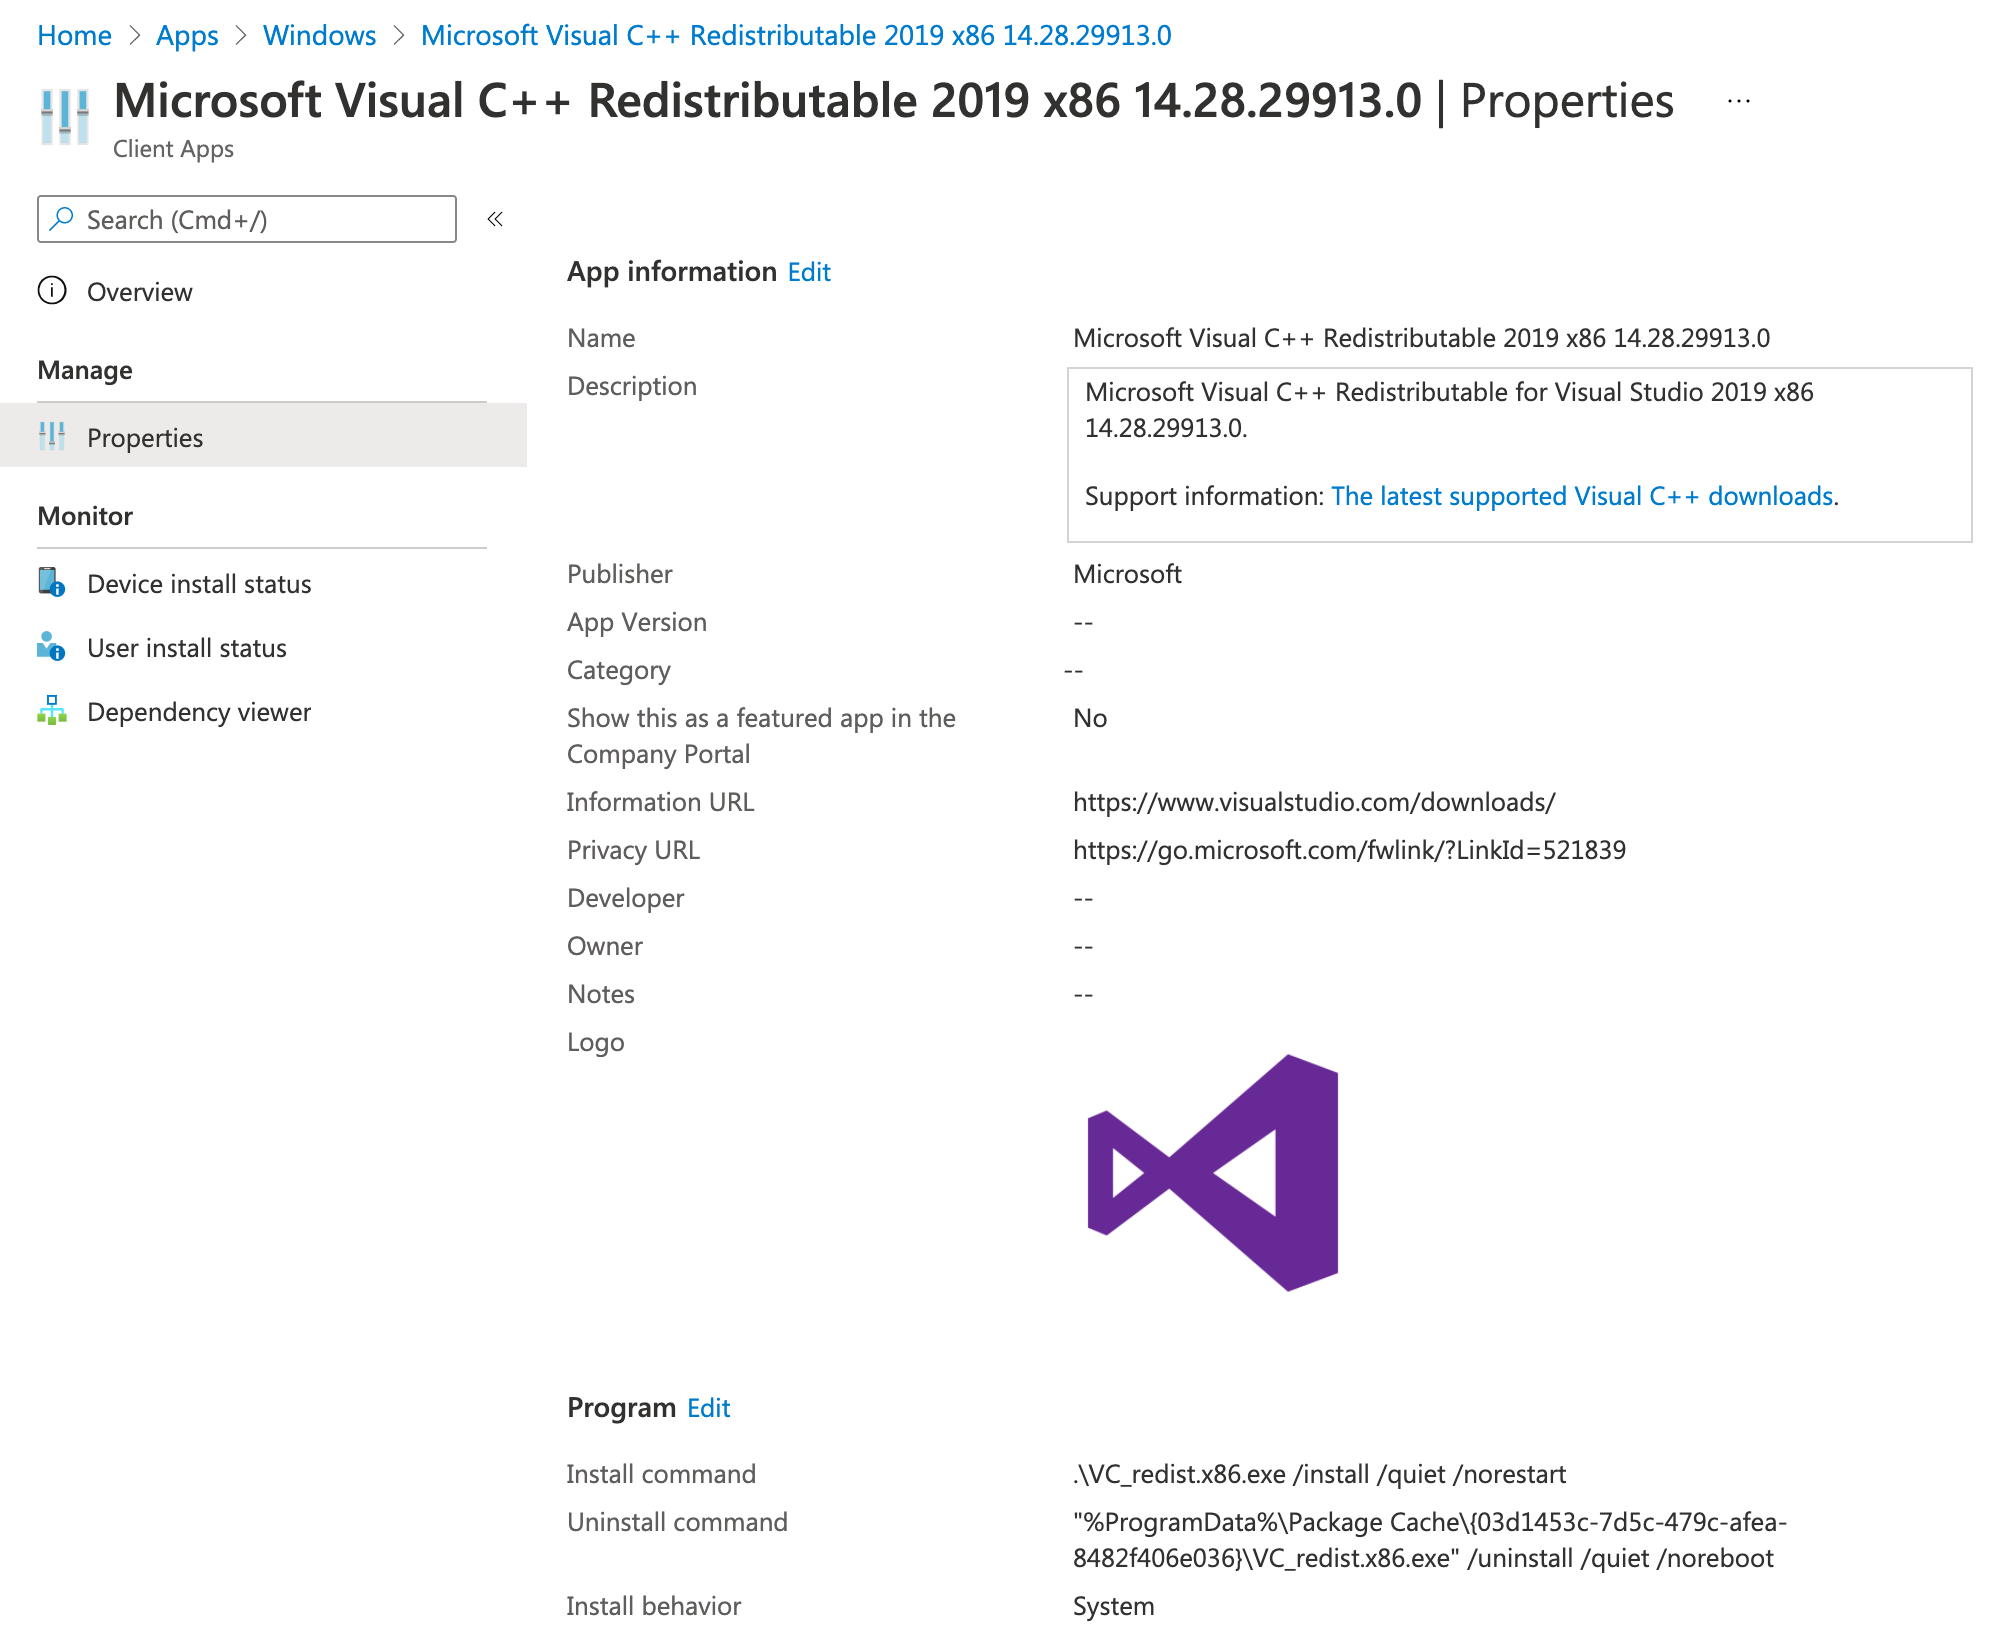 Home > Apps > Windows > Microsoft Visual C++ Redistributable 2019 x86 14.28.29913.0
Microsoft Visual C++ Redistributable 2019 x86 14.28.29913.0 | Properties ...
Client Apps
Search (Cmd+/) «
Overview
Manage
Properties
Monitor
Device install status
User install status
Dependency viewer
App information Edit
Name Microsoft Visual C++ Redistributable 2019 x86 14.28.29913.0
Description Microsoft Visual C++ Redistributable for Visual Studio 2019 x86
14.28.29913.0.
Support information: The latest supported Visual C++ downloads.
Publisher Microsoft
App Version --
Category --
Show this as a featured app in the No
Company Portal
Information URL https://www.visualstudio.com/downloads/
Privacy URL https://go.microsoft.com/fwlink/?LinkId=521839
Developer --
Owner --
Notes --
Logo
Program Edit
Install command .\VC_redist.x86.exe /install /quiet /norestart
Uninstall command "%ProgramData%\Package Cache\{03d1453c-7d5c-479c-afea-
8482f406e036}\VC_redist.x86.exe" /uninstall /quiet /noreboot
Install behavior System